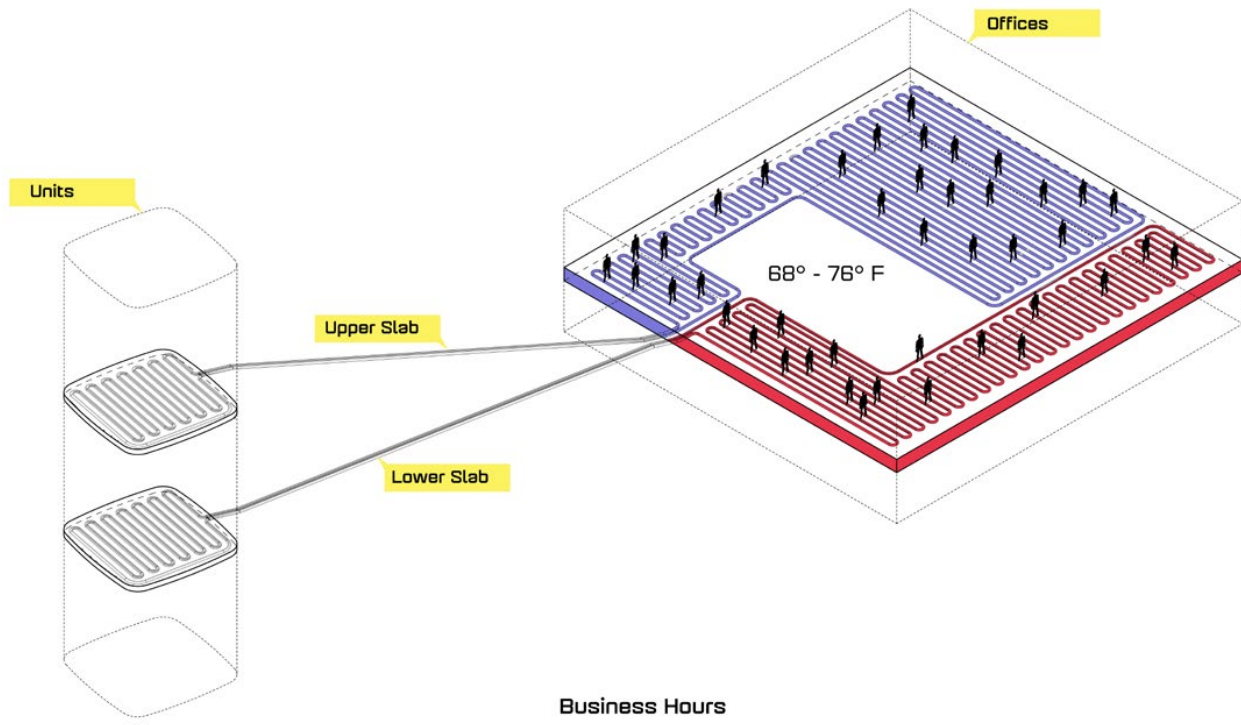 Offices
Units
68° - 76° F
Upper Slab
Lower Slab
Business Hours